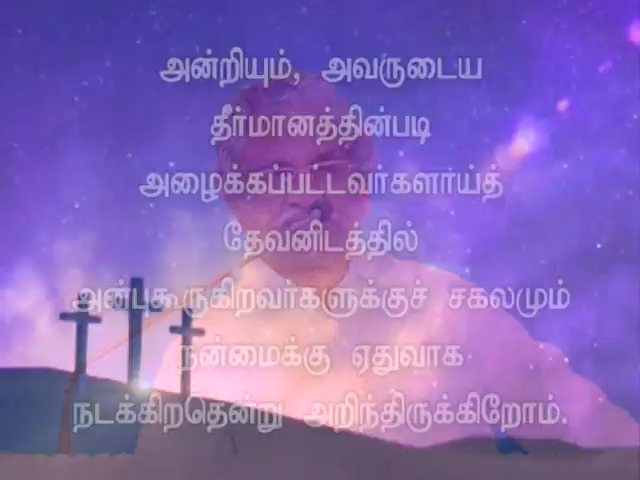 அன்றியும், அவருடைய
தீர்மானத்தின்படி
அழைக்கப்பட்டவர்களாய்த்
தேவனிடத்தில்
அன்புகூருகிறவர்களுக்குச் சகலமும்
நன்மைக்கு ஏதுவாக
நடக்கிறதென்று அறிந்திருக்கிறோம்.